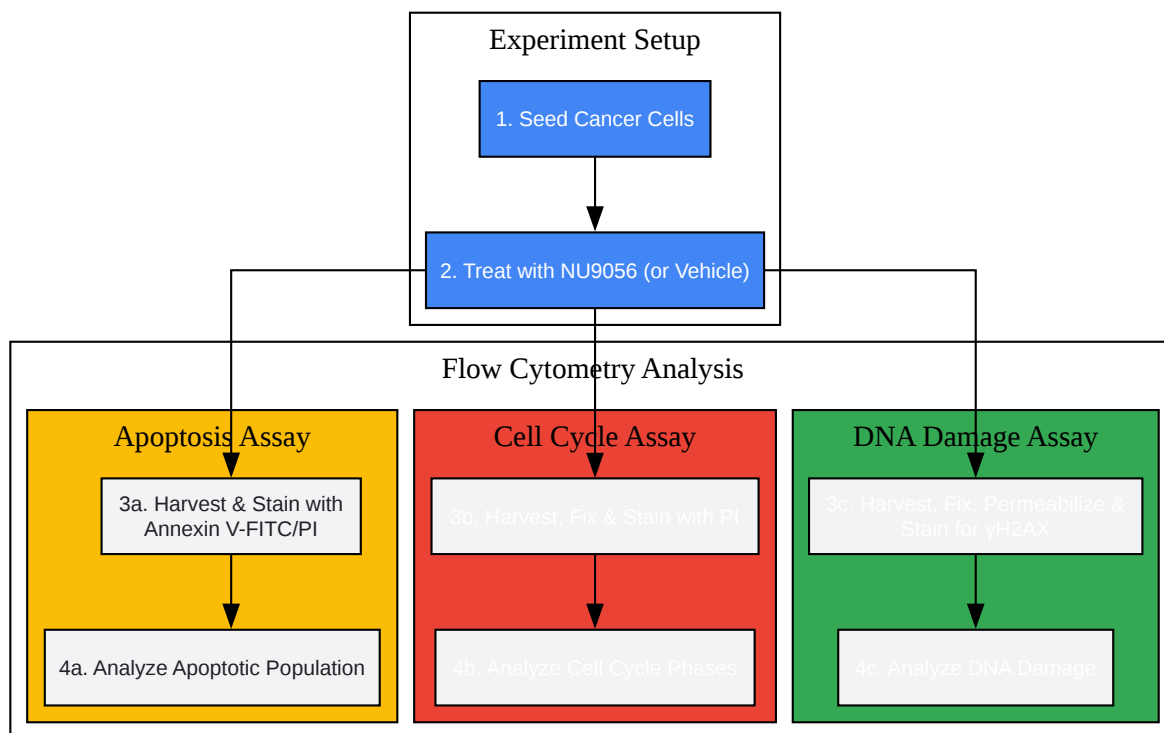 Experiment Setup
1. Seed Cancer Cells
2. Treat with NU9056 (or Vehicle)
Flow Cytometry Analysis
Apoptosis Assay
3a. Harvest & Stain with
Annexin V-FITC/PI
4a. Analyze Apoptotic Population
Cell Cycle Assay
3b. Harvest, Fix & Stain with PI
4b. Analyze Cell Cycle Phases
DNA Damage Assay
3c. Harvest, Fix, Permeabilize &
Stain for γH2AX
4c. Analyze DNA Damage